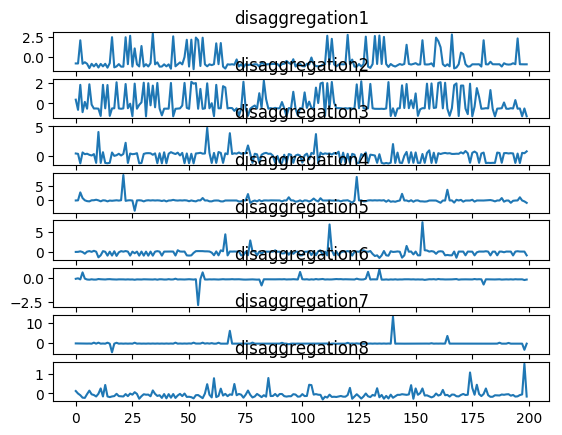 disaggregation1
2.5
0.0
disaggregation2
2
0
disaggregation3
5
0
disaggregation4
5
0
disaggregation5
5
0
disaggregation6
0.0
−2.5
disaggregation7
10
0
disaggregation8
1
0
0 25 50 75 100 125 150 175 200